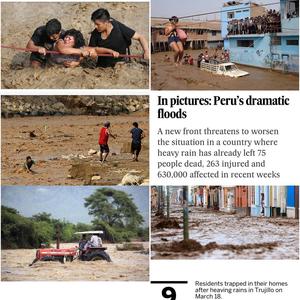 In pictures: Peru's dramatic
floods
A new front threatens to worsen
the situation in a country where
heavy rain has already left 75
people dead, 263 injured and
630,000 affected in recent weeks
9
Residents trapped in their homes
after heaving rains in Trujillo on
March 18.